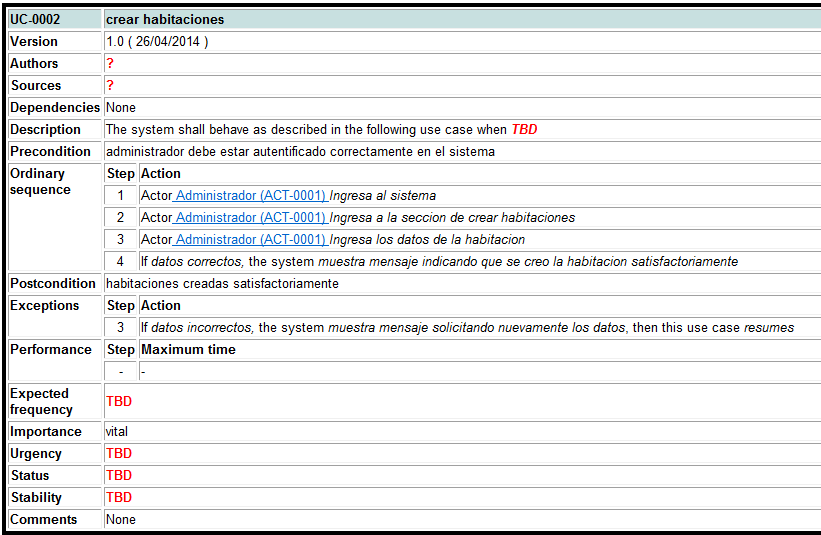 UC-0002 crear habitaciones
Version 1.0 ( 26/04/2014 )
Authors ?
Sources ?
Dependencies None
Description The system shall behave as described in the following use case when TBD
Precondition administrador debe estar autentificado correctamente en el sistema
Ordinary sequence Step Action
1 Actor Administrador (ACT-0001) Ingresa al sistema
2 Actor Administrador (ACT-0001) Ingresa a la seccion de crear habitaciones
3 Actor Administrador (ACT-0001) Ingresa los datos de la habitacion
4 If datos correctos, the system muestra mensaje indicando que se creo la habitacion satisfactoriamente
Postcondition habitaciones creadas satisfactoriamente
Exceptions Step Action
3 If datos incorrectos, the system muestra mensaje solicitando nuevamente los datos, then this use case resumes
Performance Step Maximum time
- -
Expected frequency TBD
Importance vital
Urgency TBD
Status TBD
Stability TBD
Comments None